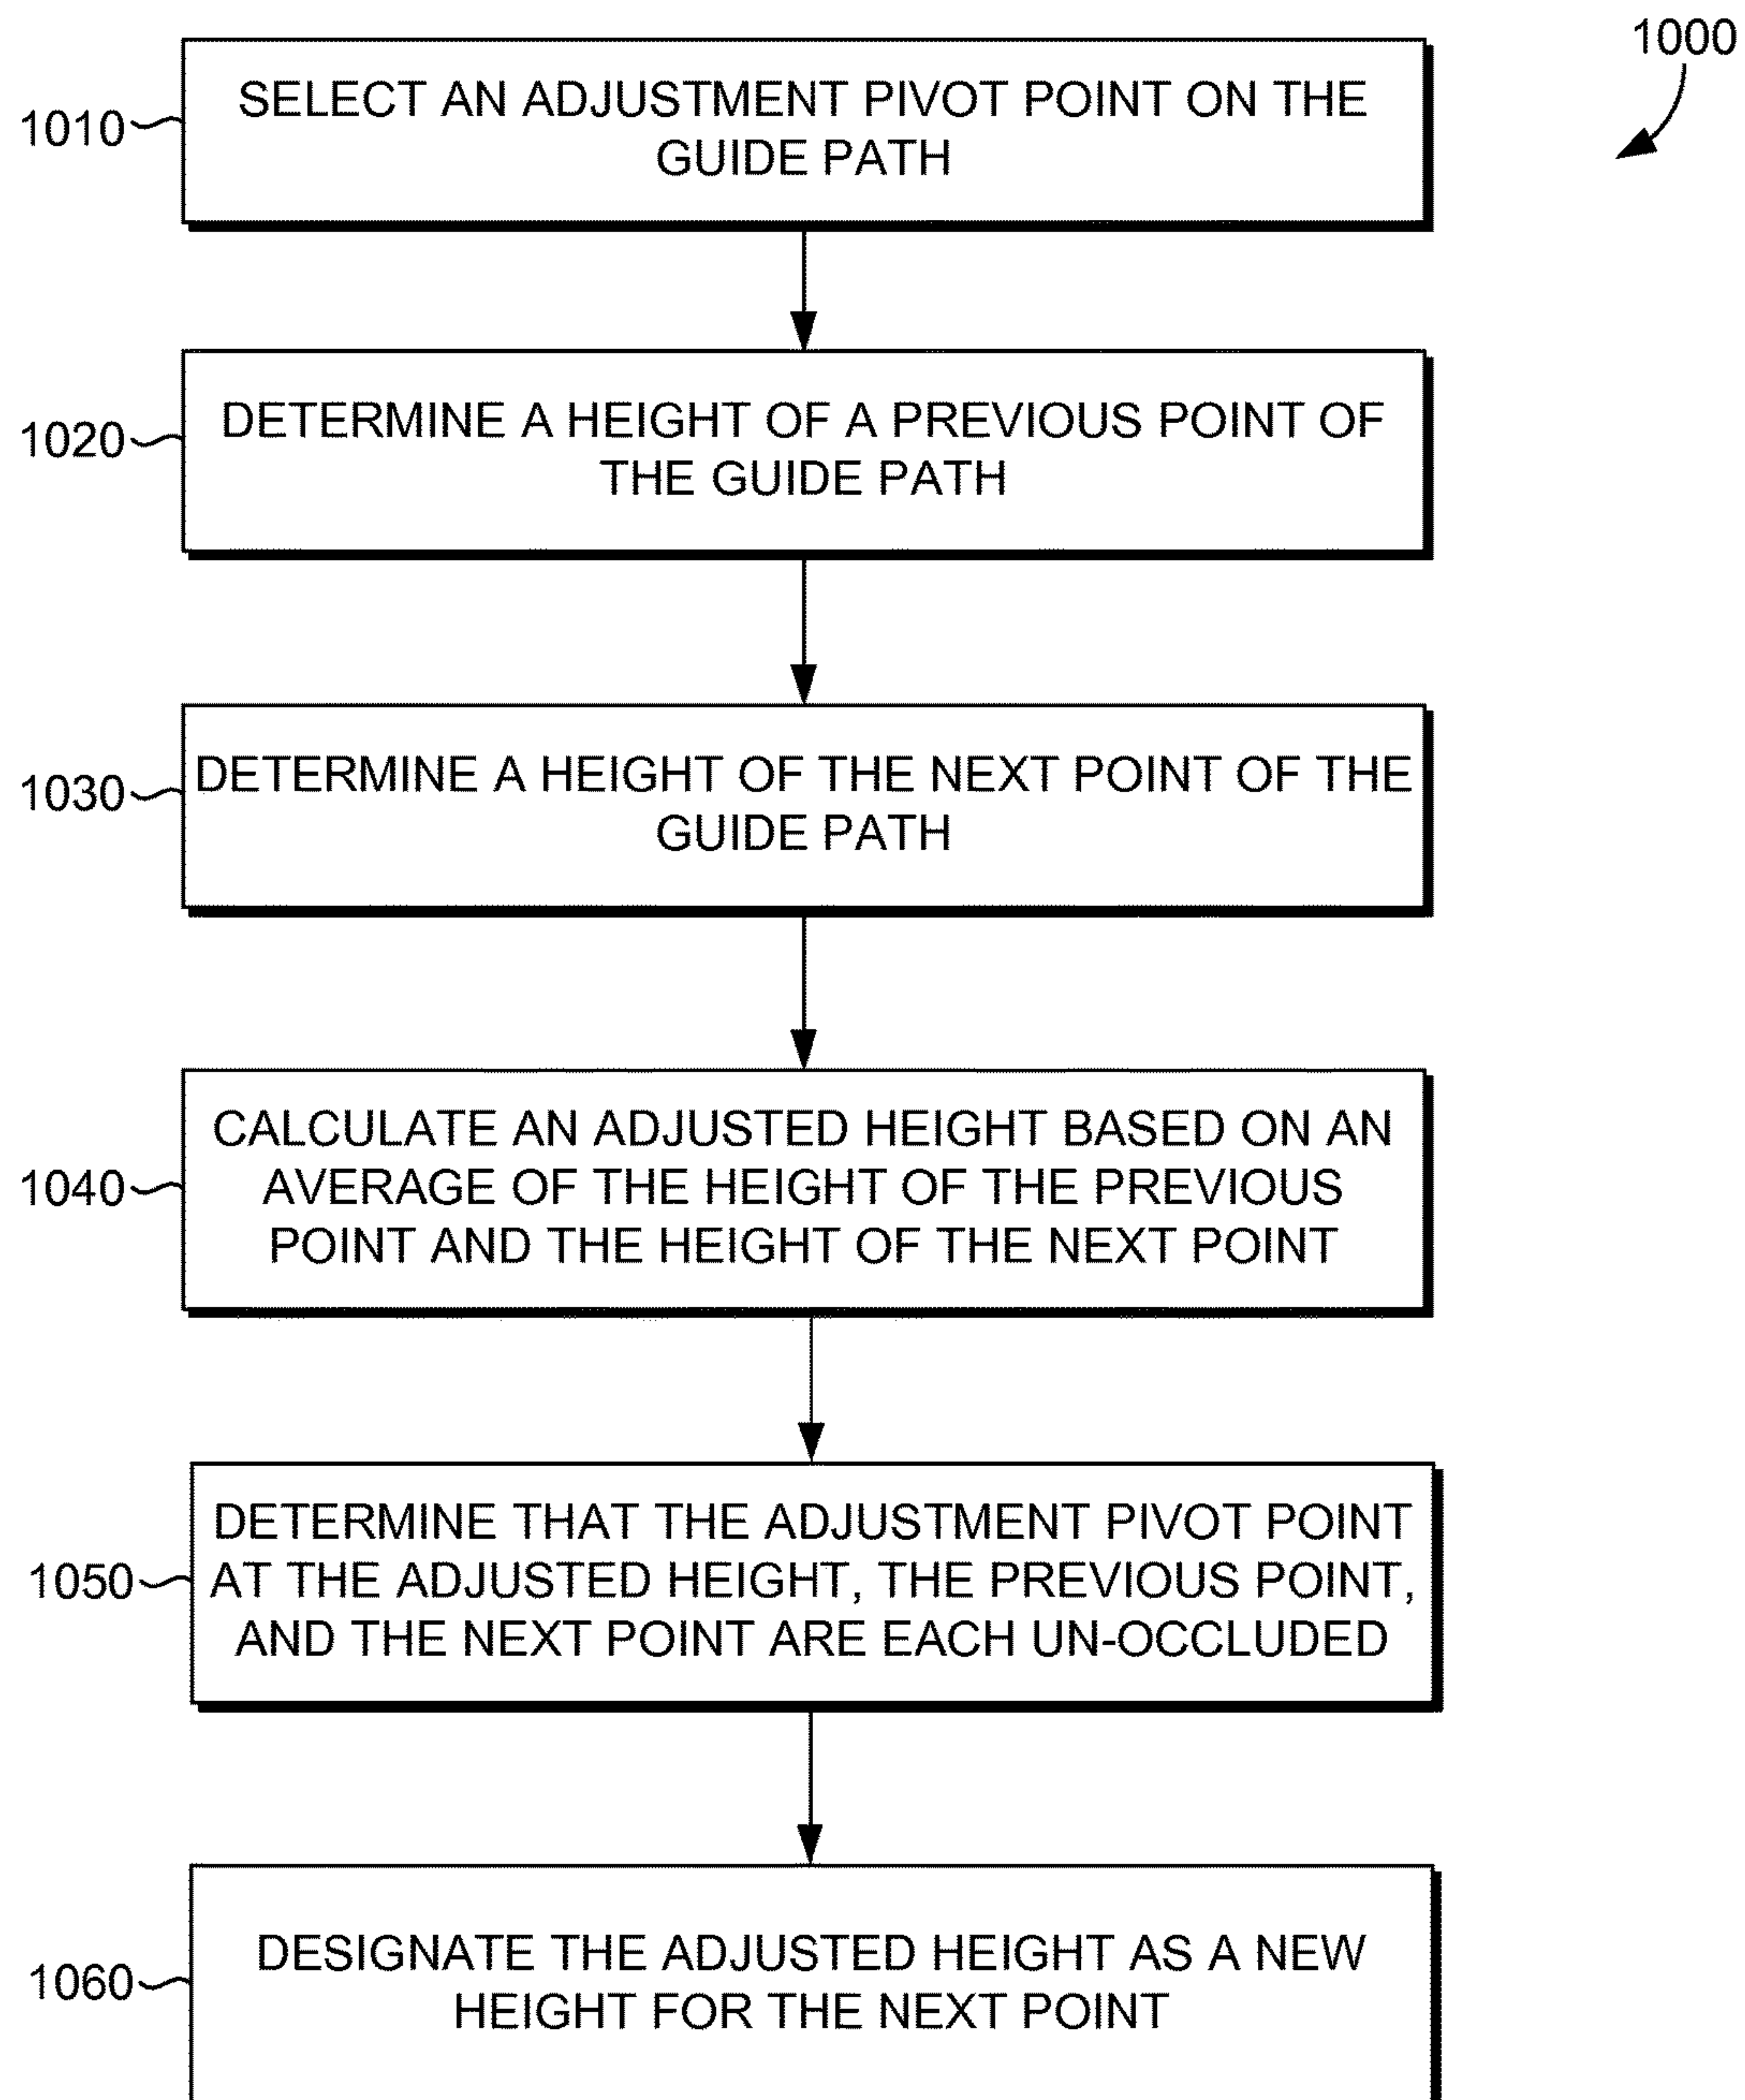 1000
1010
SELECT AN ADJUSTMENT PIVOT POINT ON THE
GUIDE PATH
1020
DETERMINE A HEIGHT OF A PREVIOUS POINT OF
THE GUIDE PATH
1030
DETERMINE A HEIGHT OF THE NEXT POINT OF THE
GUIDE PATH
1040
CALCULATE AN ADJUSTED HEIGHT BASED ON AN
AVERAGE OF THE HEIGHT OF THE PREVIOUS
POINT AND THE HEIGHT OF THE NEXT POINT
1050
DETERMINE THAT THE ADJUSTMENT PIVOT POINT
AT THE ADJUSTED HEIGHT, THE PREVIOUS POINT,
AND THE NEXT POINT ARE EACH UN-OCCLUDED
1060
DESIGNATE THE ADJUSTED HEIGHT AS A NEW
HEIGHT FOR THE NEXT POINT